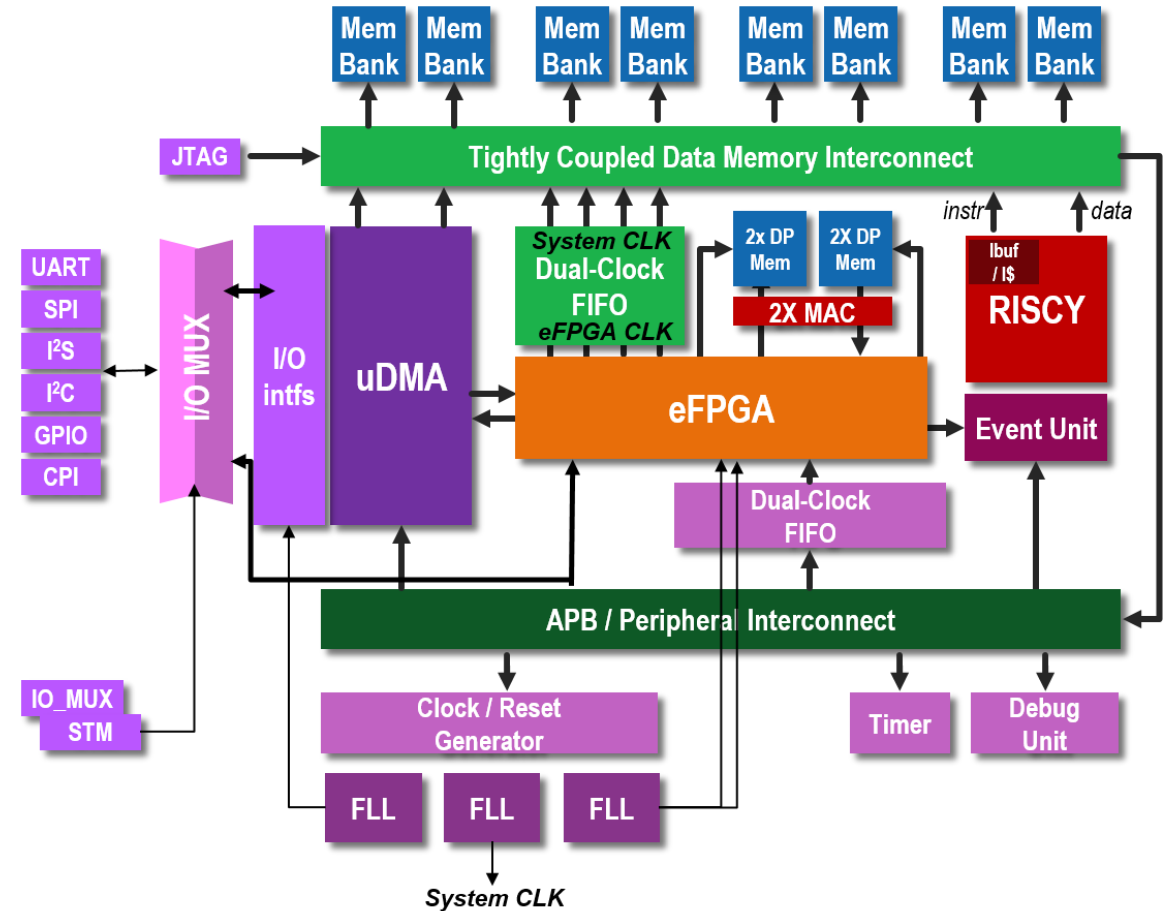 Mem
Bank
Mem
Bank
Mem
Bank
Mem
Bank
Mem
Bank
Mem
Bank
Mem
Bank
Mem
Bank
JTAG
Tightly Coupled Data Memory Interconnect
instr
data
UART
SPI
I²S
I²C
GPIO
CPI
I/O MUX
I/O
intfs
uDMA
System CLK
Dual-Clock
FIFO
eFPGA CLK
2x DP
Mem
2X DP
Mem
2X MAC
Ibuf
/ I$
RISCY
eFPGA
Event Unit
Dual-Clock
FIFO
APB / Peripheral Interconnect
IO_MUX
STM
Clock / Reset
Generator
Timer
Debug
Unit
FLL
FLL
FLL
System CLK